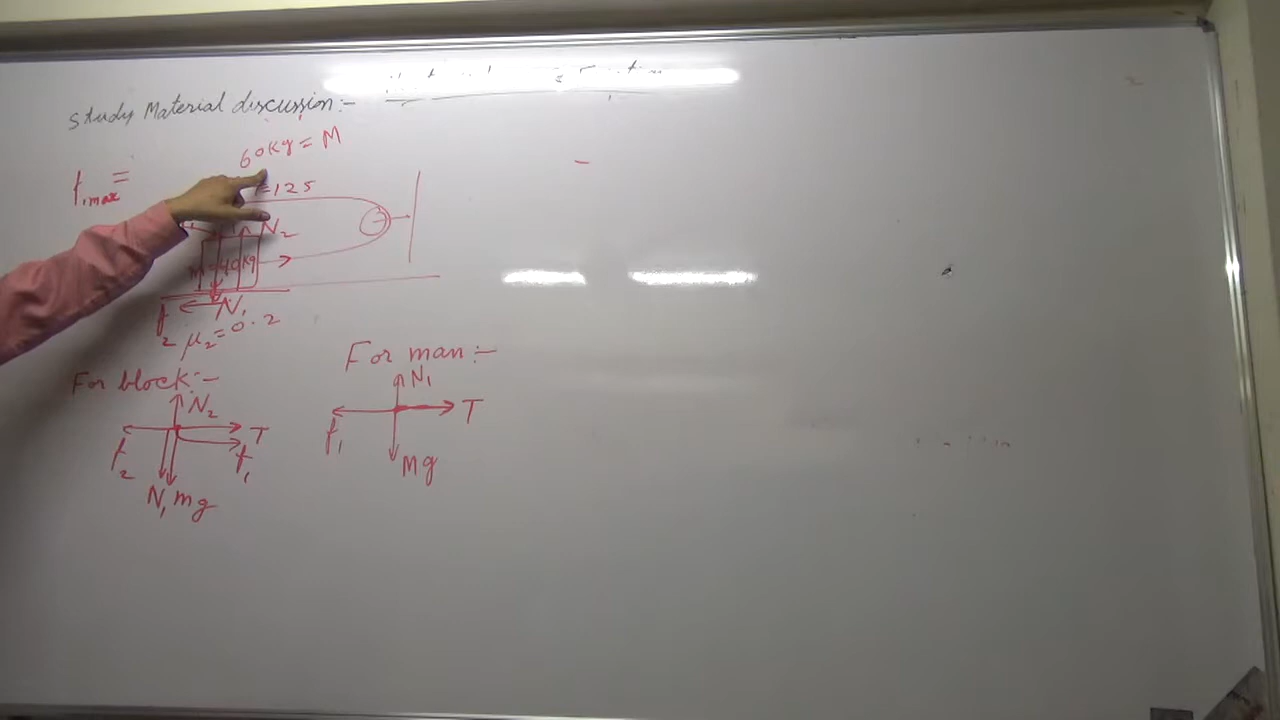 Study Material discussion:-
60kg = M
f1max =
= 125
N2
40kg
N1
f2
μ2 = 0.2
For man:-
For block:-
N1
N2
T
f1
T
f2
f1
Mg
N1 mg